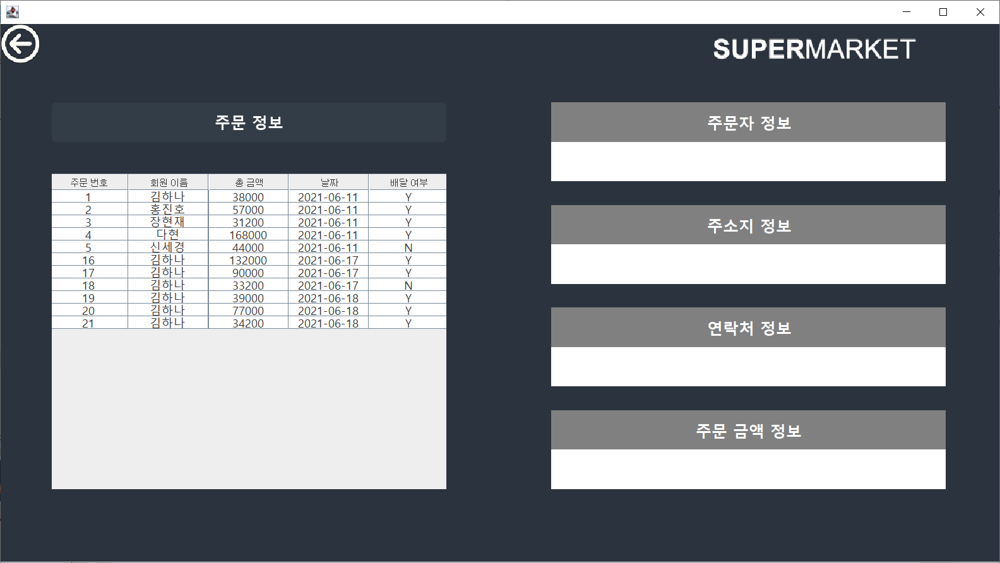 SUPERMARKET
주문 정보
주문 번호 회원 이름 총 금액 날짜 배달 여부
1 김하나 38000 2021-06-11 Y
2 홍진호 57000 2021-06-11 Y
3 장현재 31200 2021-06-11 Y
4 다현 168000 2021-06-11 Y
5 신세경 44000 2021-06-11 N
16 김하나 132000 2021-06-17 Y
17 김하나 90000 2021-06-17 Y
18 김하나 33200 2021-06-17 N
19 김하나 39000 2021-06-18 Y
20 김하나 77000 2021-06-18 Y
21 김하나 34200 2021-06-18 Y
주문자 정보
주소지 정보
연락처 정보
주문 금액 정보